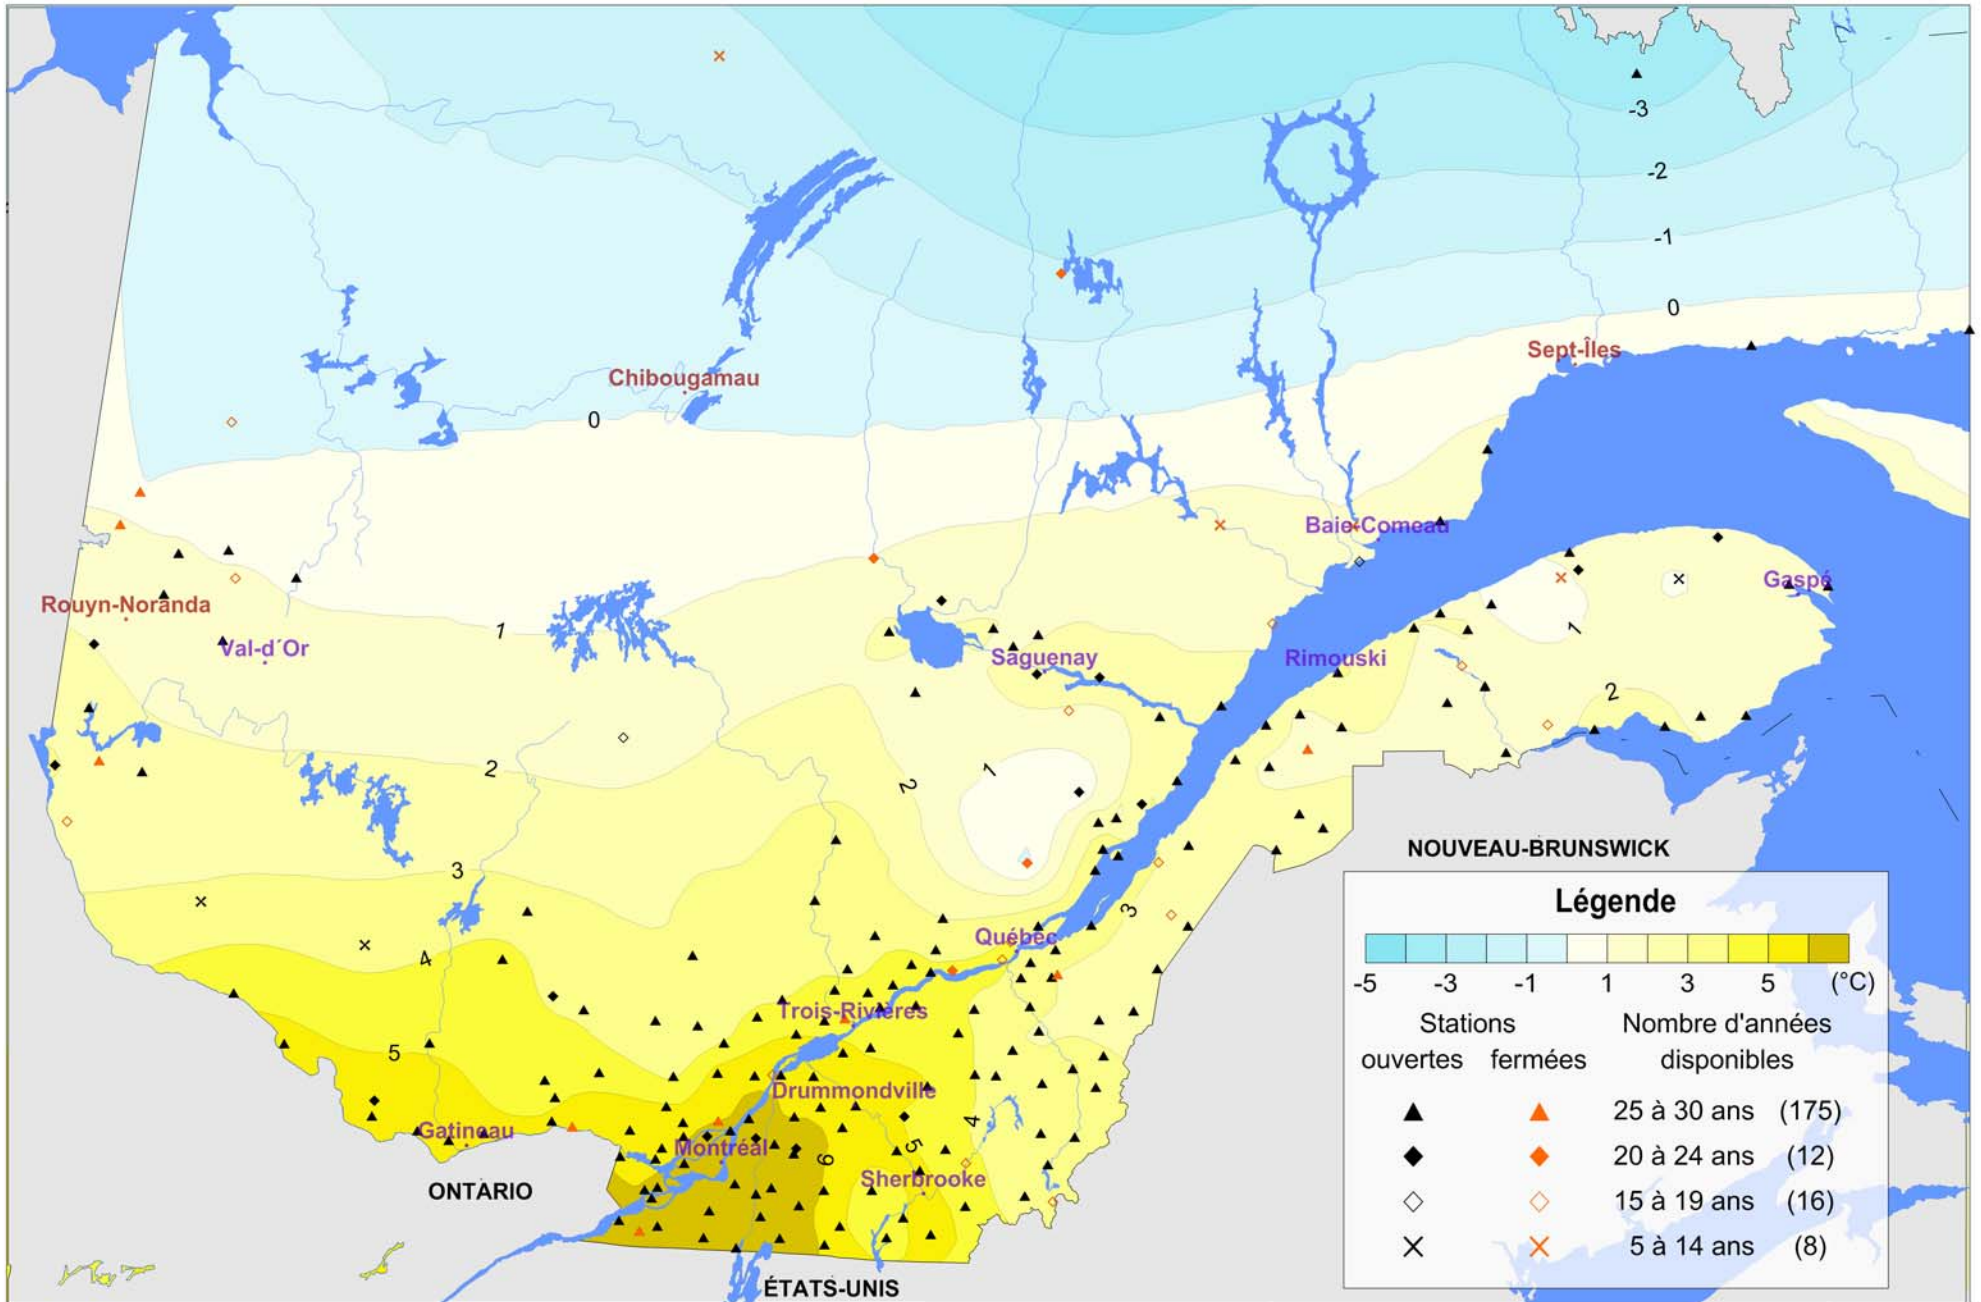 -3
-2
-1
0
Sept-Îles
Chibougamau
0
Baie-Comeau
Gaspé
Rouyn-Noranda
1
1
Val-d´Or
Saguenay
Rimouski
2
2
2
1
NOUVEAU-BRUNSWICK
3
3
Québec
4
Trois-Rivières
5
Drummondville
4
Gatineau
Montréal
5
6
Sherbrooke
ONTARIO
ÉTATS-UNIS
Légende
-5 -3 -1 1 3 5 (°C)
Stations Nombre d'années
ouvertes fermées disponibles
25 à 30 ans (175)
20 à 24 ans (12)
15 à 19 ans (16)
5 à 14 ans (8)